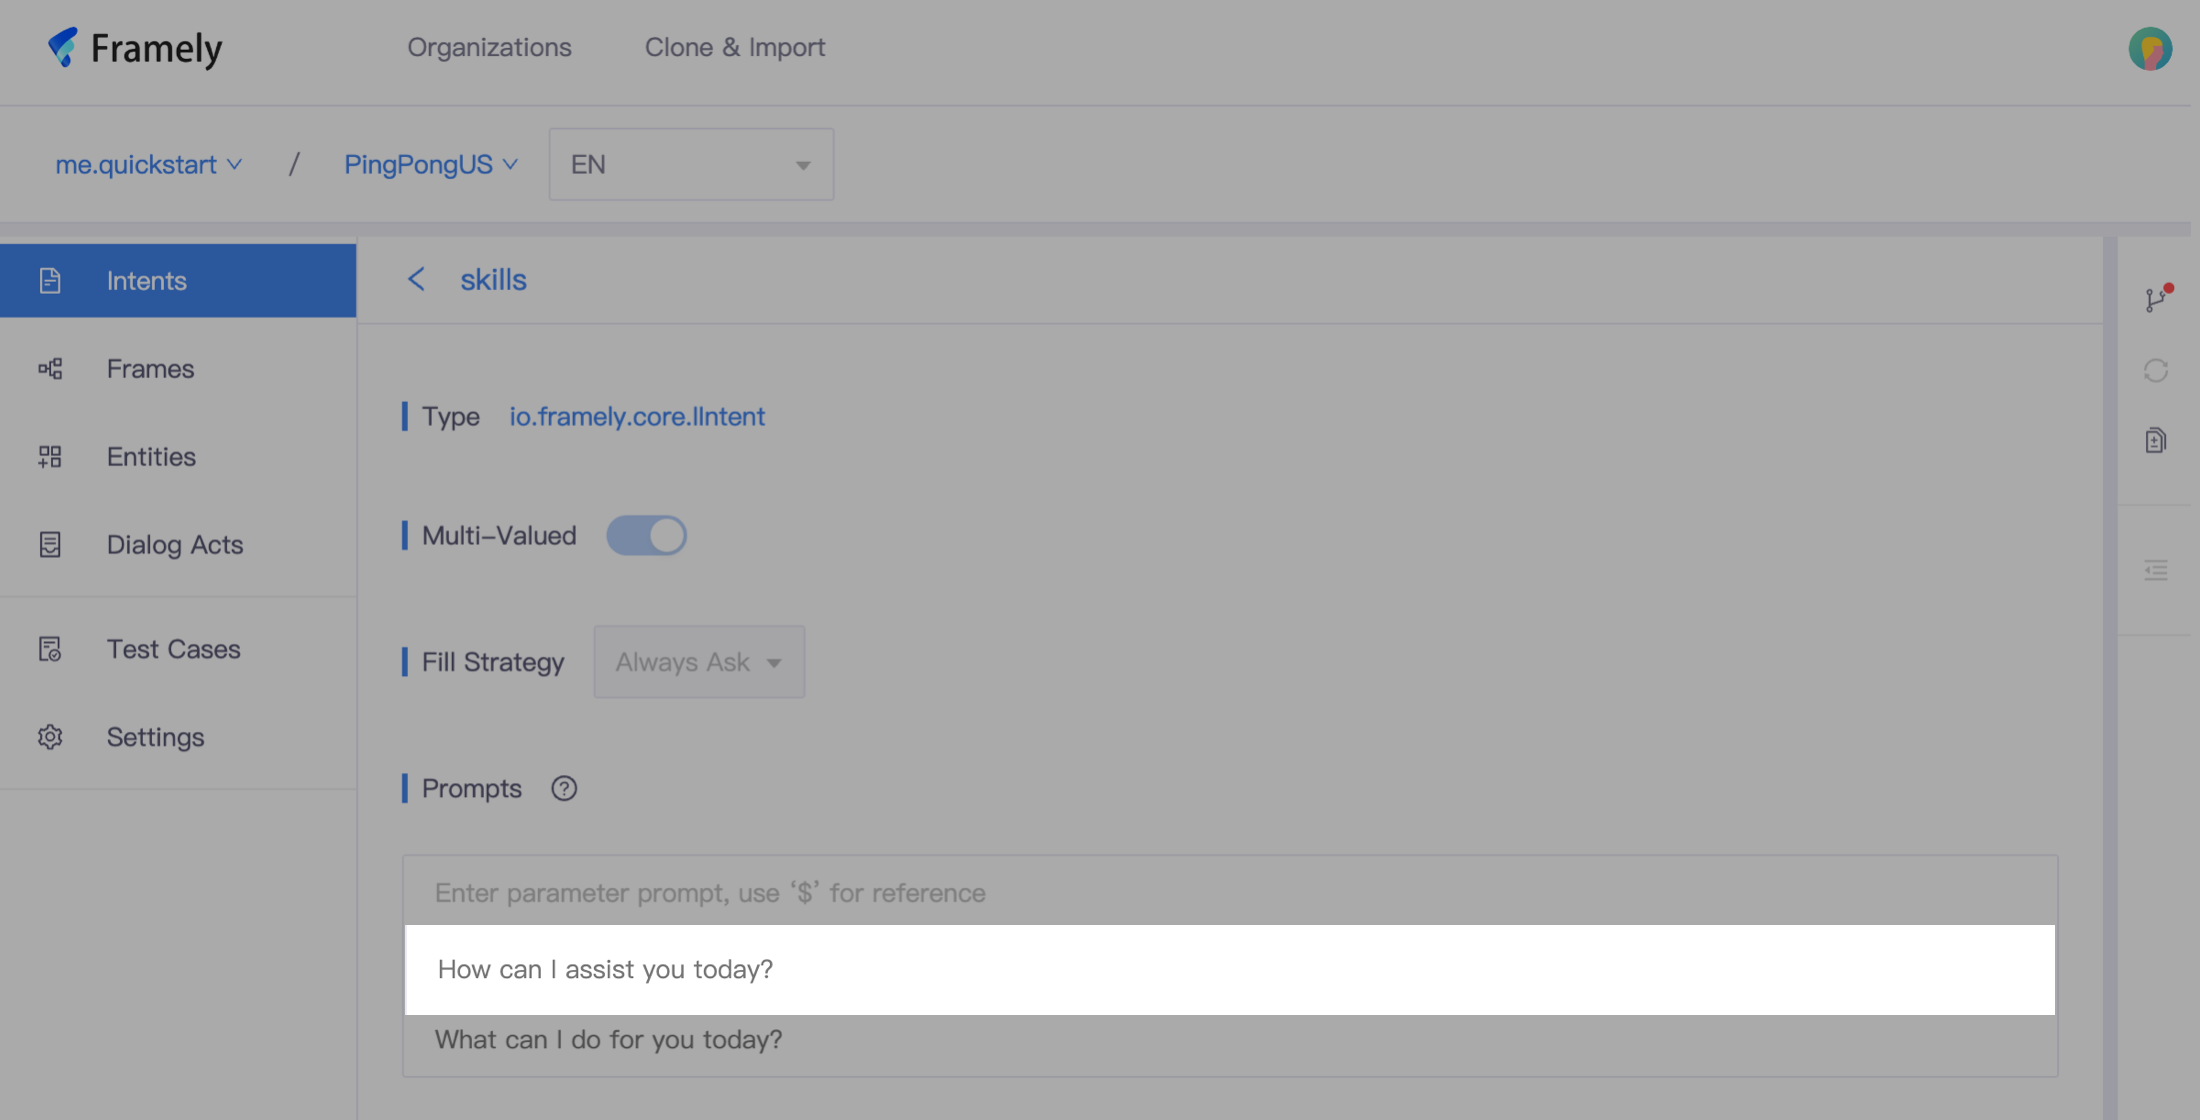 Framely
Organizations
Clone & Import
me.quickstart / PingPongUS
EN
Intents
Frames
Entities
Dialog Acts
Test Cases
Settings
skills
Type io.framely.core.IIntent
Multi-Valued
Fill Strategy Always Ask
Prompts ?
Enter parameter prompt, use ‘$’ for reference
How can I assist you today?
What can I do for you today?